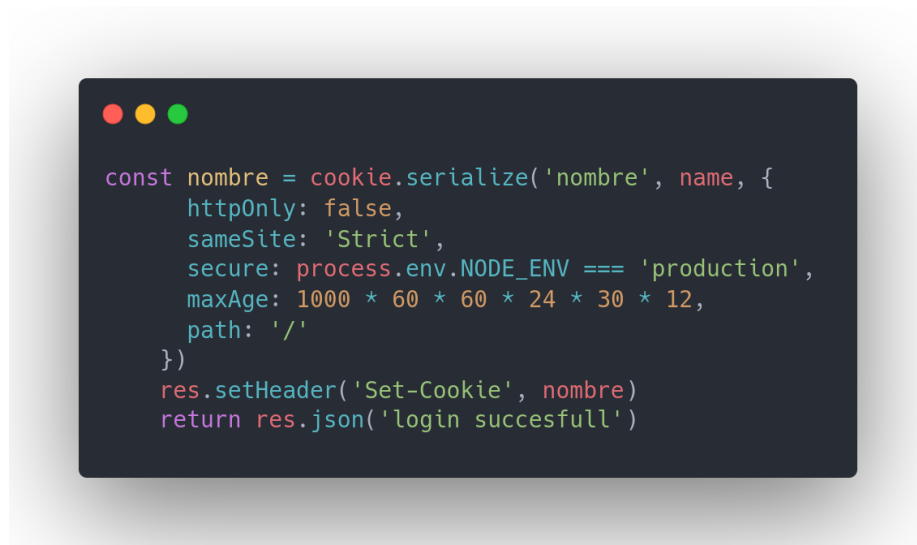 const nombre = cookie.serialize('nombre', name, {
      httpOnly: false,
      sameSite: 'Strict',
      secure: process.env.NODE_ENV === 'production',
      maxAge: 1000 * 60 * 60 * 24 * 30 * 12,
      path: '/'
    })
    res.setHeader('Set-Cookie', nombre)
    return res.json('login succesfull')